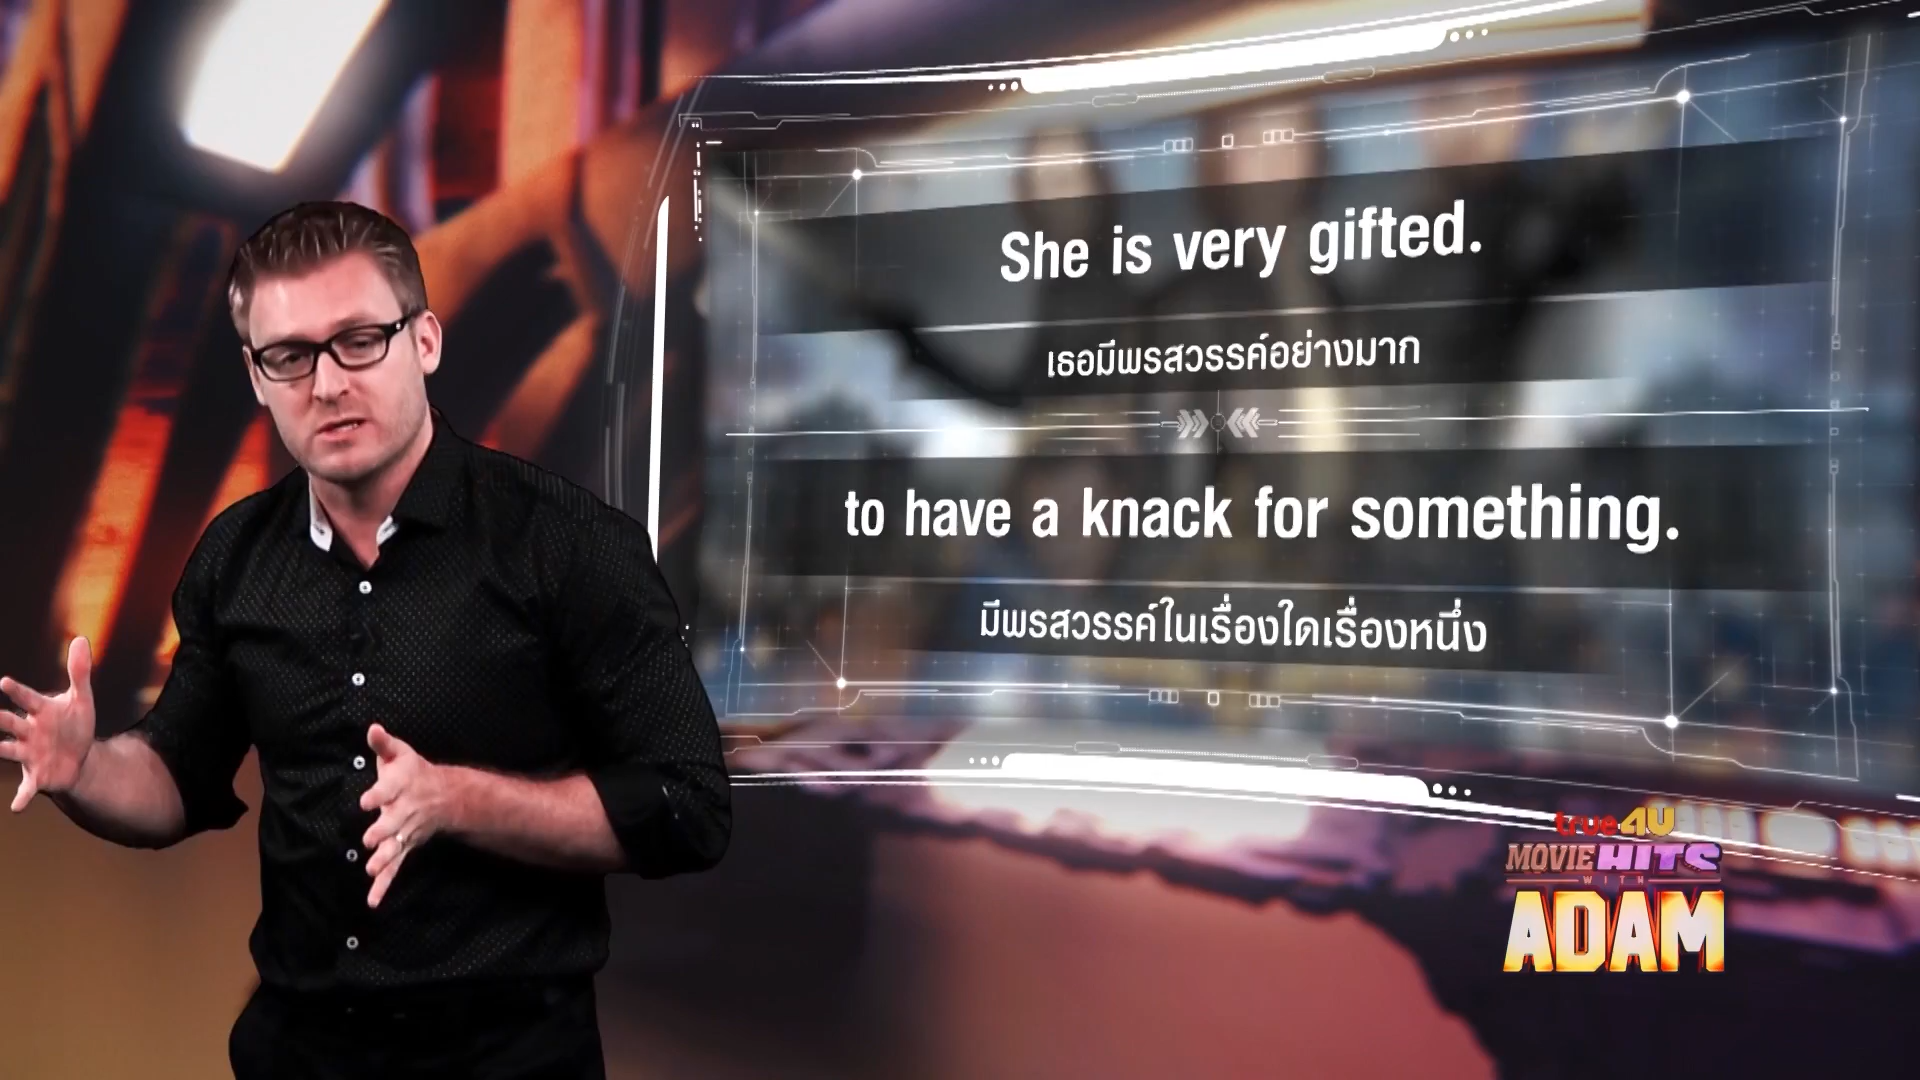 She is very gifted.
เธอมีพรสวรรค์อย่างมาก
to have a knack for something.
มีพรสวรรค์ในเรื่องใดเรื่องหนึ่ง
true4U
MOVIE HITS
WITH
ADAM